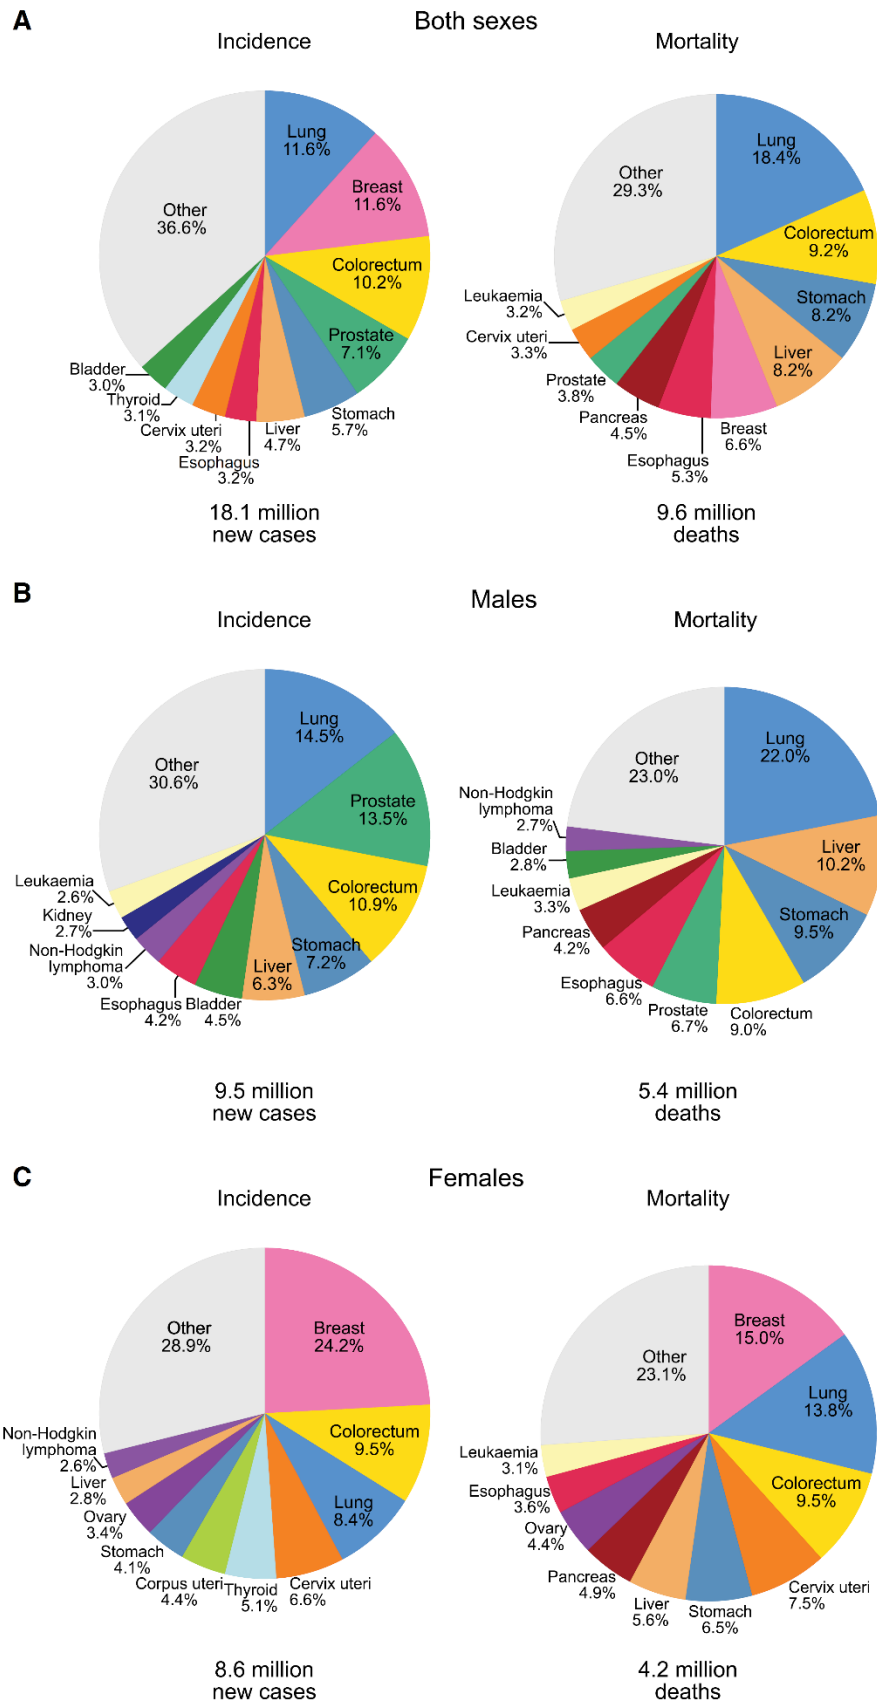 A
Both sexes
Incidence
Mortality
Lung
11.6%
Breast
11.6%
Colorectum
10.2%
Prostate
7.1%
Stomach
5.7%
Liver
4.7%
Esophagus
3.2%
Cervix uteri
3.2%
Thyroid
3.1%
Bladder
3.0%
Other
36.6%
18.1 million
new cases
Lung
18.4%
Colorectum
9.2%
Stomach
8.2%
Liver
8.2%
Breast
6.6%
Esophagus
5.3%
Pancreas
4.5%
Prostate
3.8%
Cervix uteri
3.3%
Leukaemia
3.2%
Other
29.3%
9.6 million
deaths
B
Males
Incidence
Mortality
Lung
14.5%
Prostate
13.5%
Colorectum
10.9%
Stomach
7.2%
Liver
6.3%
Bladder
4.5%
Esophagus
4.2%
Non-Hodgkin
lymphoma
3.0%
Kidney
2.7%
Leukaemia
2.6%
Other
30.6%
9.5 million
new cases
Lung
22.0%
Liver
10.2%
Stomach
9.5%
Colorectum
9.0%
Prostate
6.7%
Esophagus
6.6%
Pancreas
4.2%
Leukaemia
3.3%
Bladder
2.8%
Non-Hodgkin
lymphoma
2.7%
Other
23.0%
5.4 million
deaths
C
Females
Incidence
Mortality
Breast
24.2%
Colorectum
9.5%
Lung
8.4%
Cervix uteri
6.6%
Thyroid
5.1%
Corpus uteri
4.4%
Stomach
4.1%
Ovary
3.4%
Liver
2.8%
Non-Hodgkin
lymphoma
2.6%
Other
28.9%
8.6 million
new cases
Breast
15.0%
Lung
13.8%
Colorectum
9.5%
Cervix uteri
7.5%
Stomach
6.5%
Liver
5.6%
Pancreas
4.9%
Ovary
4.4%
Esophagus
3.6%
Leukaemia
3.1%
Other
23.1%
4.2 million
deaths